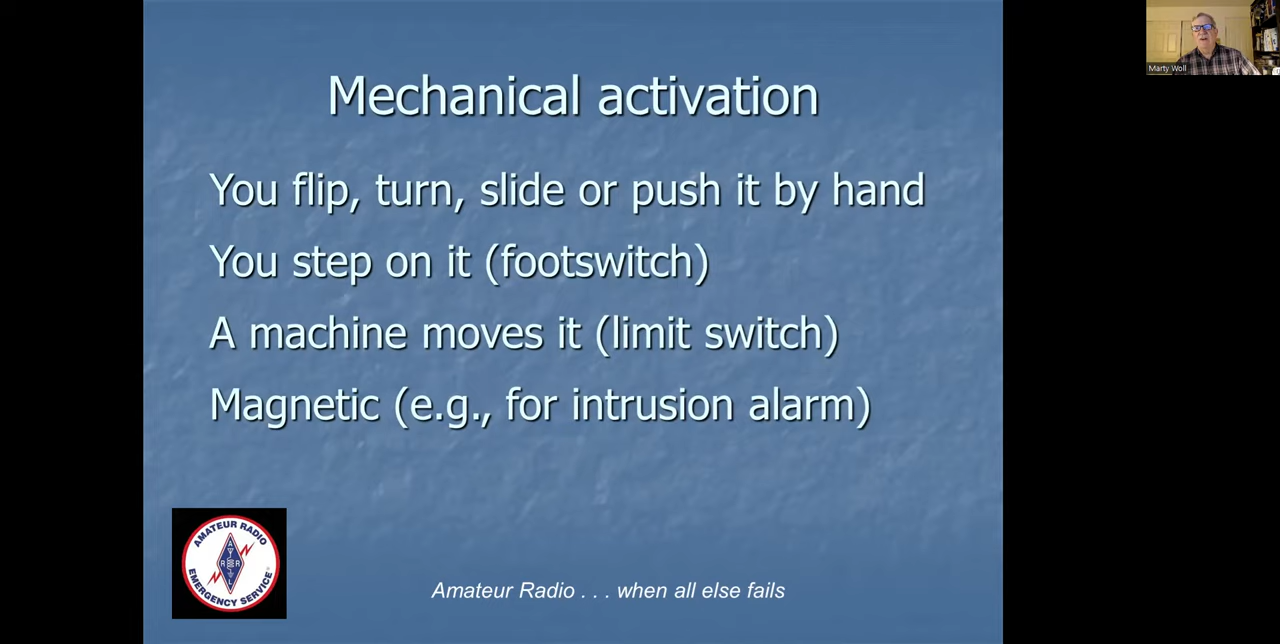 Mechanical activation
You flip, turn, slide or push it by hand
You step on it (footswitch)
A machine moves it (limit switch)
Magnetic (e.g., for intrusion alarm)
AMATEUR RADIO
A
R R
L
EMERGENCY SERVICE
Amateur Radio . . . when all else fails
Marty Woll